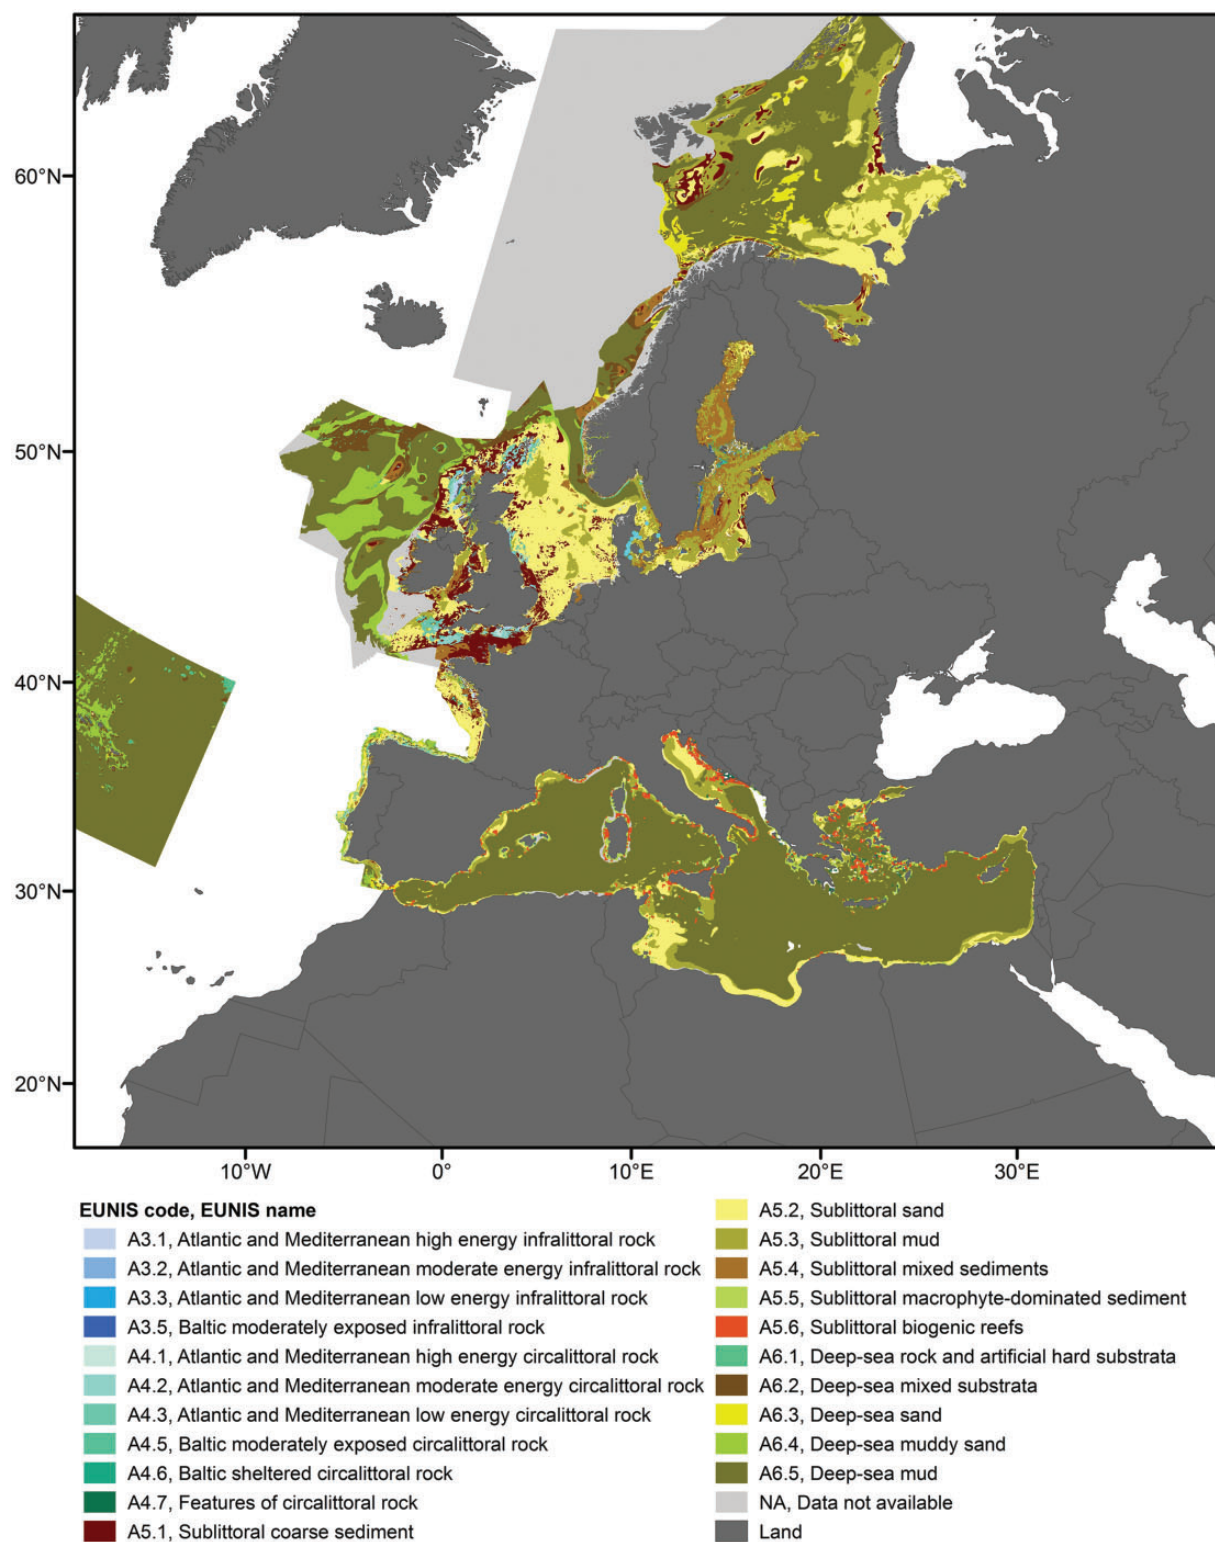 60°N
50°N
40°N
30°N
20°N
10°W 0° 10°E 20°E 30°E
EUNIS code, EUNIS name
A3.1, Atlantic and Mediterranean high energy infralittoral rock
A3.2, Atlantic and Mediterranean moderate energy infralittoral rock
A3.3, Atlantic and Mediterranean low energy infralittoral rock
A3.5, Baltic moderately exposed infralittoral rock
A4.1, Atlantic and Mediterranean high energy circalittoral rock
A4.2, Atlantic and Mediterranean moderate energy circalittoral rock
A4.3, Atlantic and Mediterranean low energy circalittoral rock
A4.5, Baltic moderately exposed circalittoral rock
A4.6, Baltic sheltered circalittoral rock
A4.7, Features of circalittoral rock
A5.1, Sublittoral coarse sediment
A5.2, Sublittoral sand
A5.3, Sublittoral mud
A5.4, Sublittoral mixed sediments
A5.5, Sublittoral macrophyte-dominated sediment
A5.6, Sublittoral biogenic reefs
A6.1, Deep-sea rock and artificial hard substrata
A6.2, Deep-sea mixed substrata
A6.3, Deep-sea sand
A6.4, Deep-sea muddy sand
A6.5, Deep-sea mud
NA, Data not available
Land